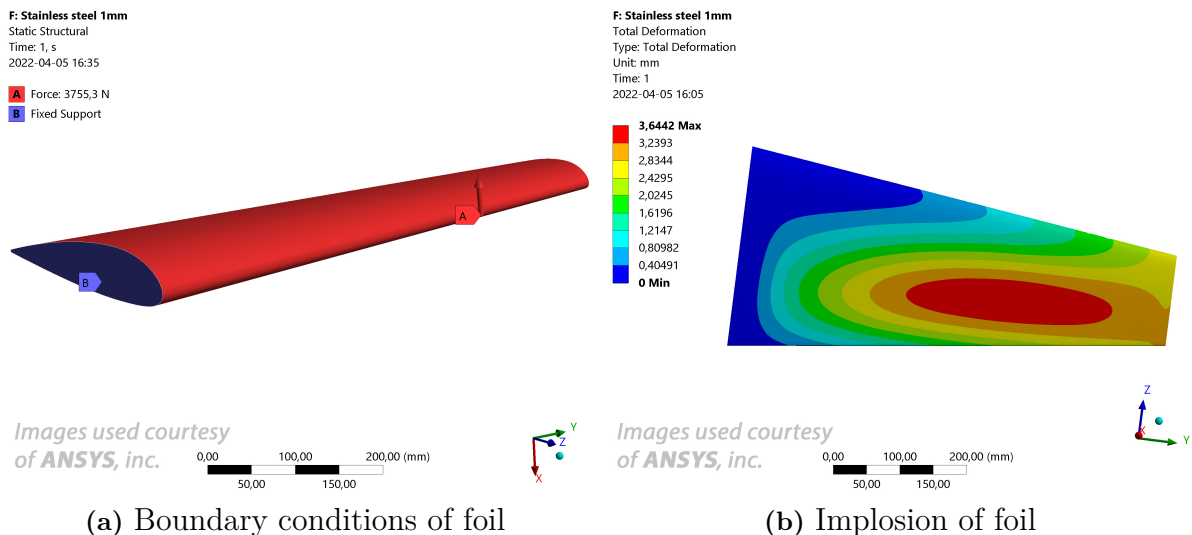 F: Stainless steel 1mm
Static Structural
Time: 1, s
2022-04-05 16:35
A Force: 3755,3 N
B Fixed Support
A
B
Images used courtesy
of ANSYS, inc.
0,00 100,00 200,00 (mm)
50,00 150,00
Y
Z
X
(a) Boundary conditions of foil
F: Stainless steel 1mm
Total Deformation
Type: Total Deformation
Unit: mm
Time: 1
2022-04-05 16:05
3,6442 Max
3,2393
2,8344
2,4295
2,0245
1,6196
1,2147
0,80982
0,40491
0 Min
Images used courtesy
of ANSYS, inc.
0,00 100,00 200,00 (mm)
50,00 150,00
Z
X
Y
(b) Implosion of foil